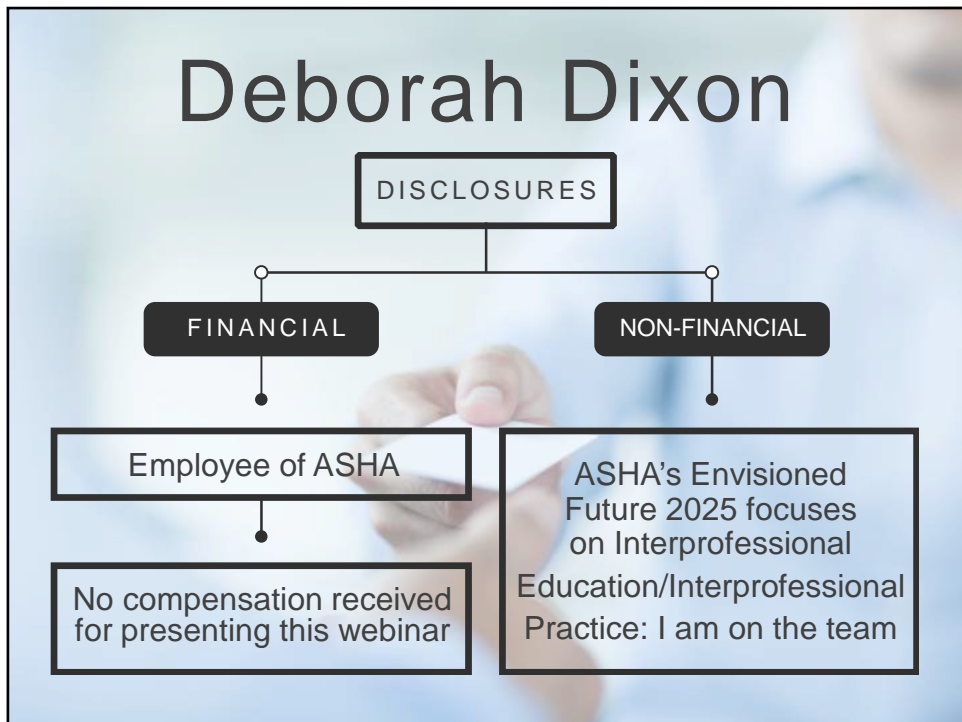 Deborah Dixon
DISCLOSURES
FINANCIAL
NON-FINANCIAL
Employee of ASHA
No compensation received
for presenting this webinar
ASHA’s Envisioned
Future 2025 focuses
on Interprofessional
Education/Interprofessional
Practice: I am on the team